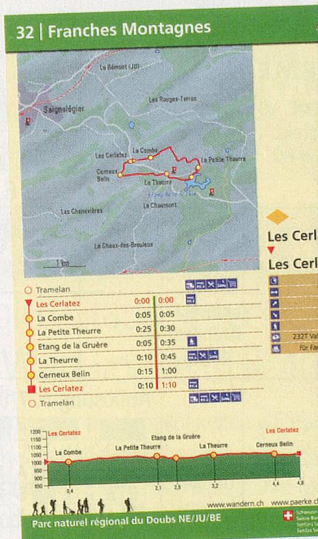 32 | Franches Montagnes
Le Bémont (JU)
Les Rouges-Terres
Saignelégier
La Combe
Les Cerlatez
La Petite Theurre
Cerneux
Belin
La Theurre
Le Chaumont
Les Chenevières
La Chaux-des-Breuleux
1 km
Les Cerl
Les Cerl
Tramelan
Les Cerlatez 0:00 0:00
La Combe 0:05 0:05
La Petite Theurre 0:25 0:30
Etang de la Gruère 0:05 0:35
La Theurre 0:10 0:45
Cerneux Belin 0:15 1:00
Les Cerlatez 0:10 1:10
Tramelan
2327
Für Fa
1200
1150
1100
1050
1000
950
900
850
Les Cerlatez
La Combe
La Petite Theurre
Etang de la Gruère
La Theurre
Cerneux Belin
Les Cerlatez
0,4 2,1 2,5 3,2 4,4 4,9
www.wandern.ch www.paerke.c
Parc naturel régional du Doubs NE/JU/BE